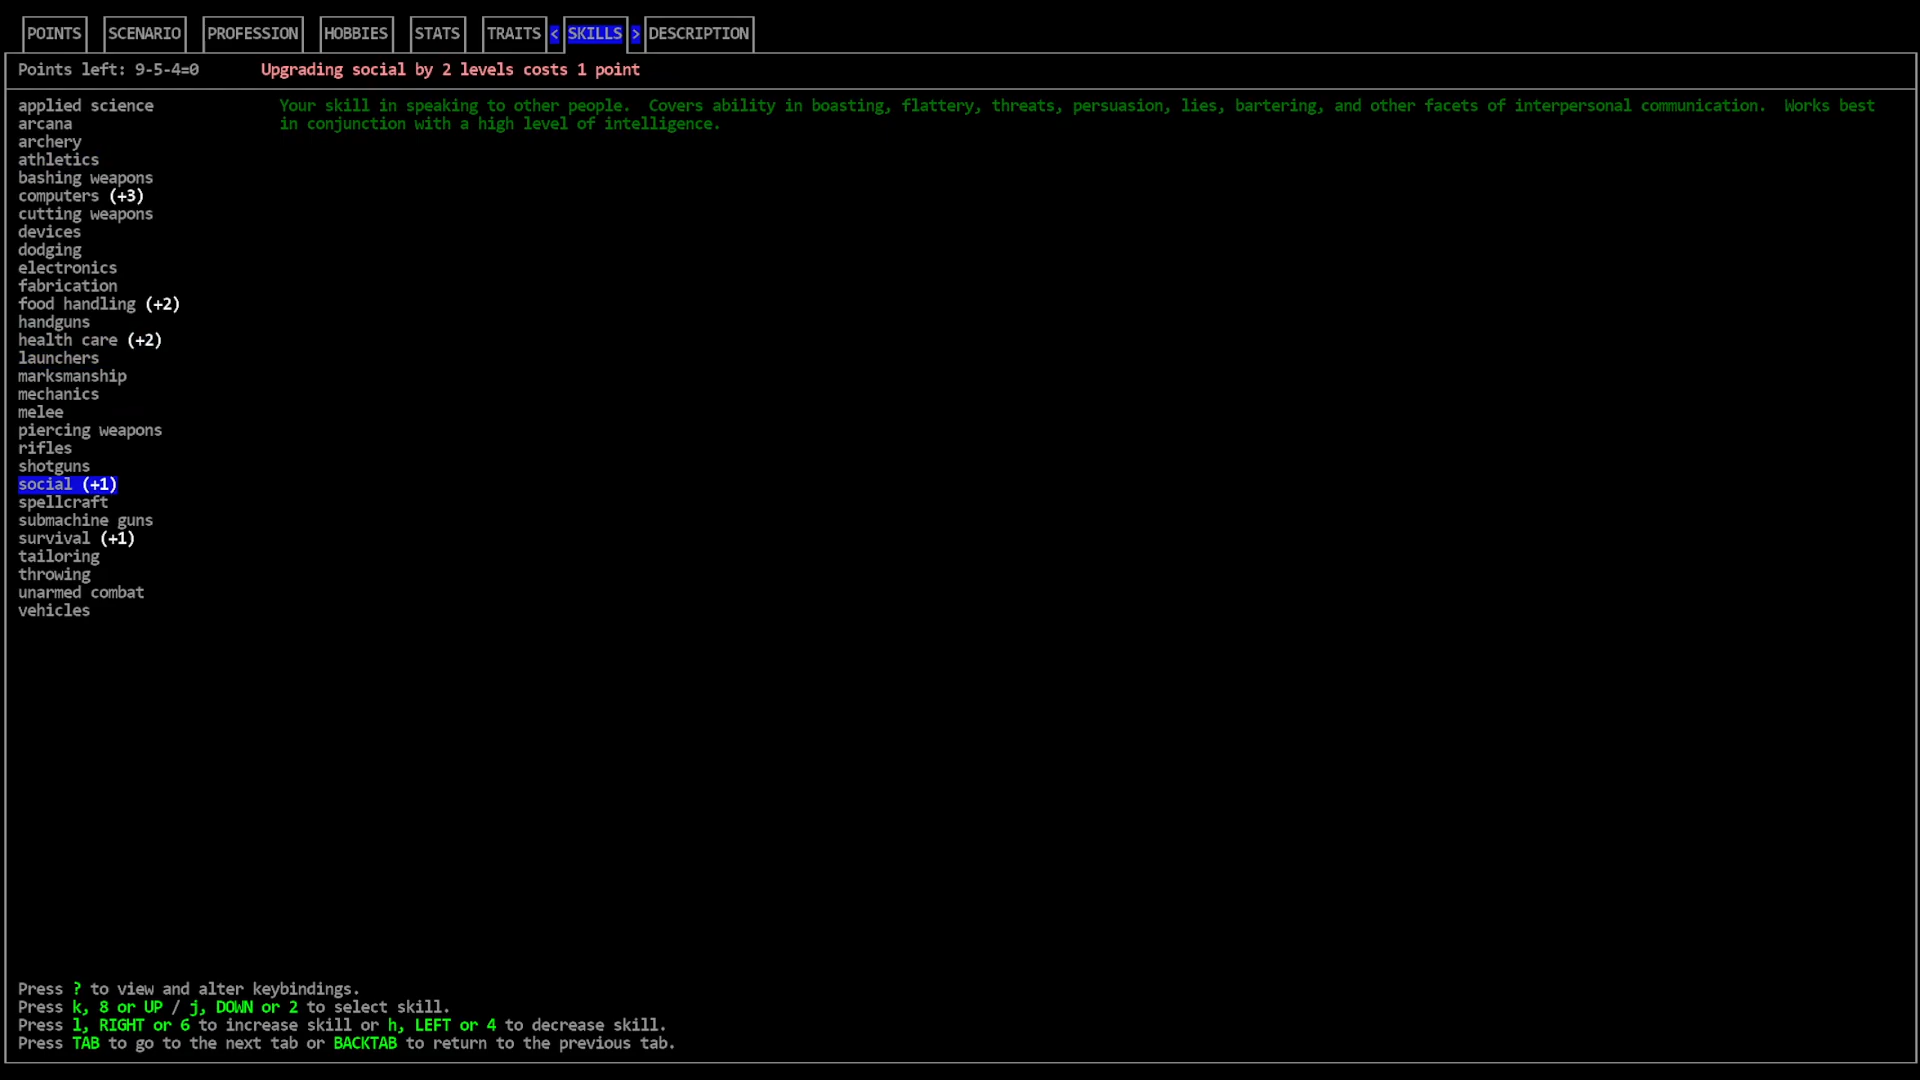 POINTS SCENARIO PROFESSION HOBBIES STATS TRAITS < SKILLS > DESCRIPTION
Points left: 9-5-4=0 Upgrading social by 2 levels costs 1 point
applied science Your skill in speaking to other people. Covers ability in boasting, flattery, threats, persuasion, lies, bartering, and other facets of interpersonal communication. Works best
arcana in conjunction with a high level of intelligence.
archery
athletics
bashing weapons
computers (+3)
cutting weapons
devices
dodging
electronics
fabrication
food handling (+2)
handguns
health care (+2)
launchers
marksmanship
mechanics
melee
piercing weapons
rifles
shotguns
social (+1)
spellcraft
submachine guns
survival (+1)
tailoring
throwing
unarmed combat
vehicles
Press ? to view and alter keybindings.
Press k, 8 or UP / j, DOWN or 2 to select skill.
Press l, RIGHT or 6 to increase skill or h, LEFT or 4 to decrease skill.
Press TAB to go to the next tab or BACKTAB to return to the previous tab.